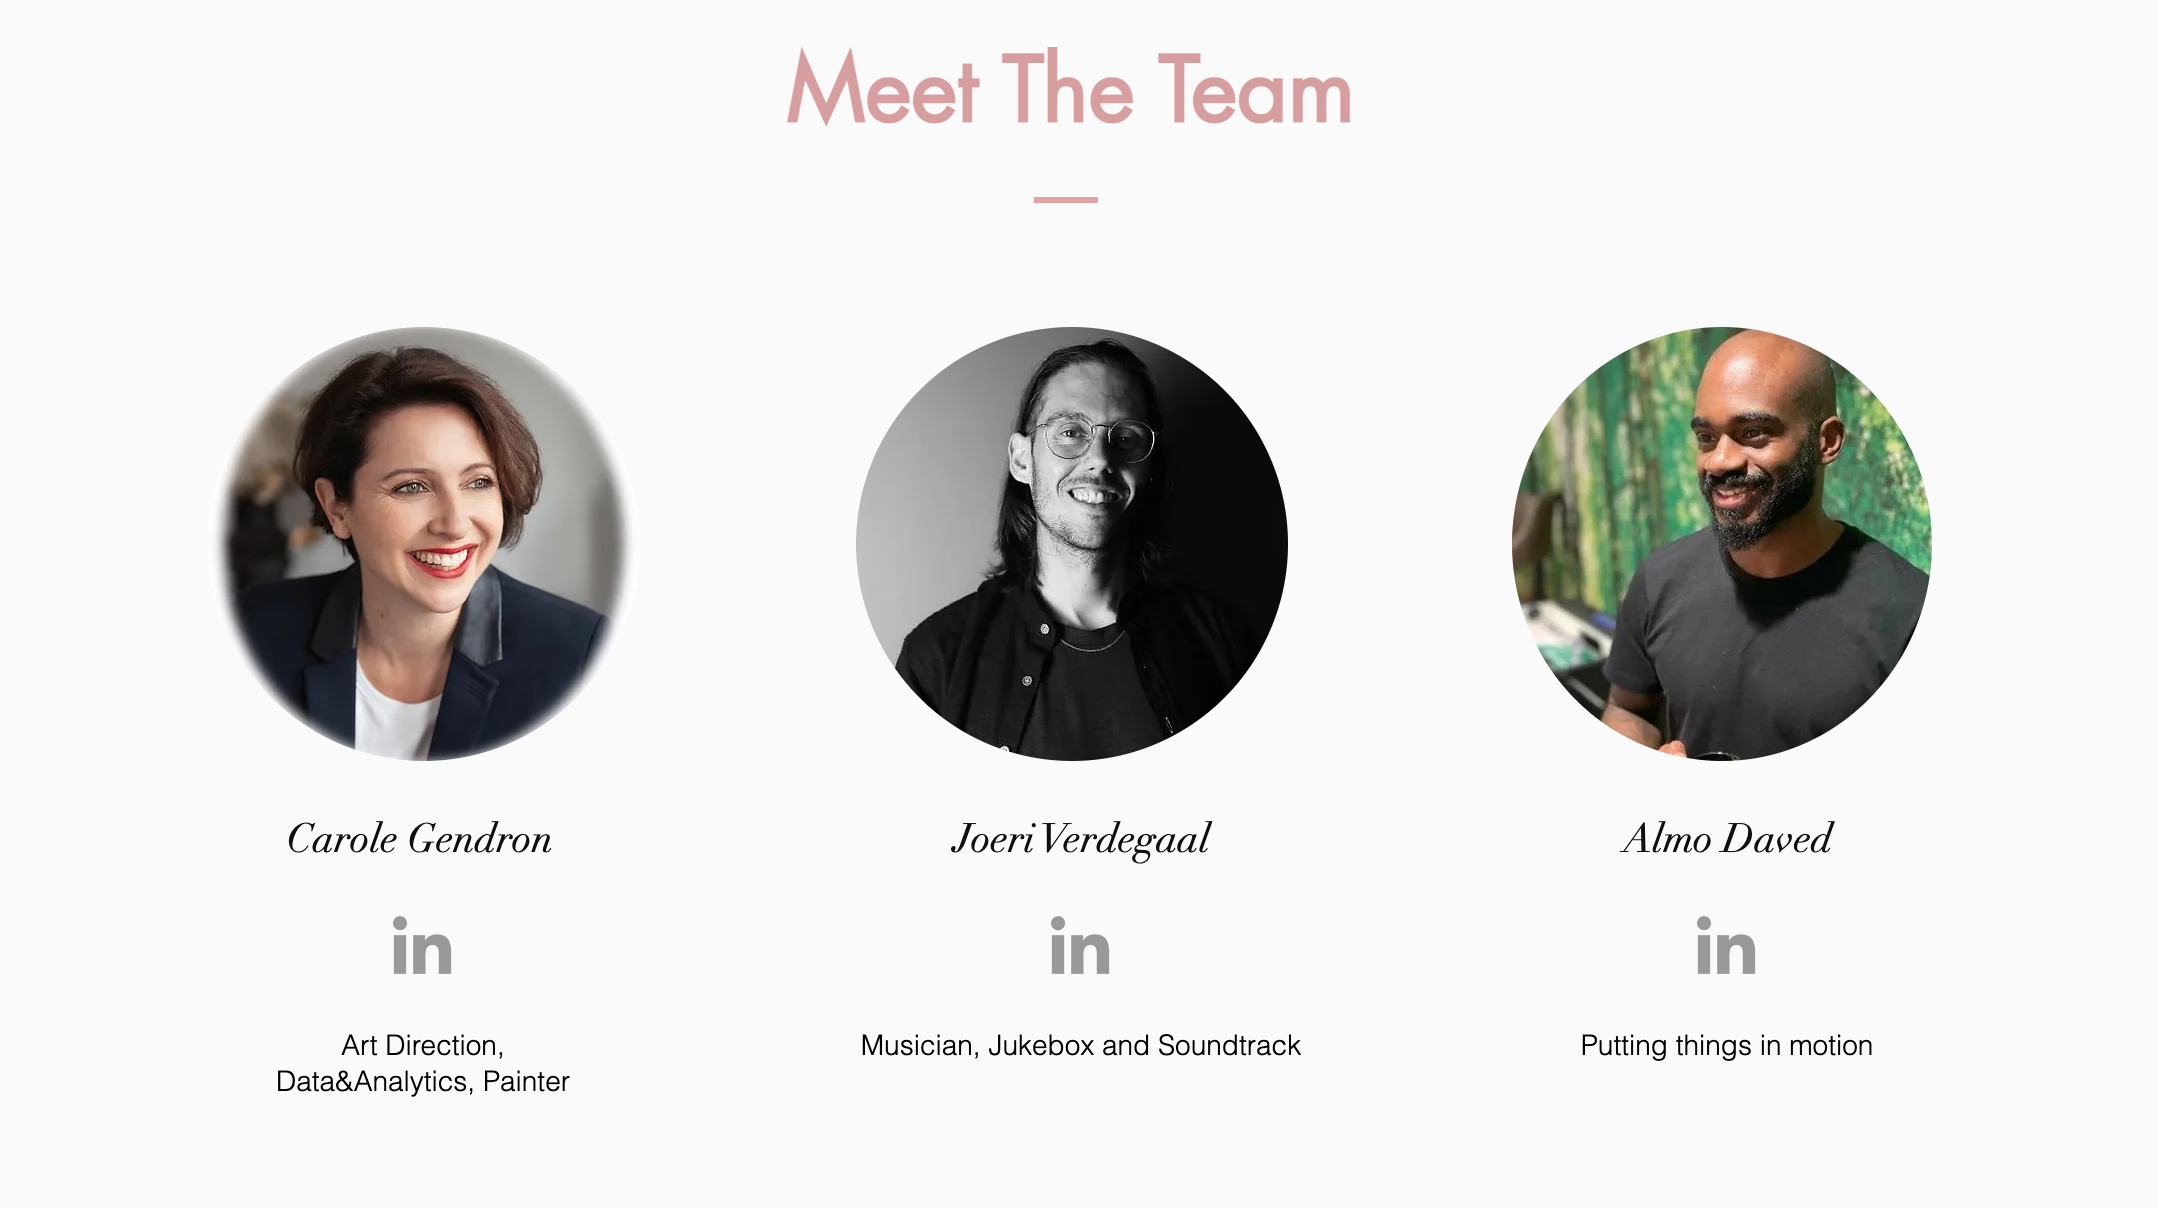 Meet The Team
Carole Gendron
Joeri Verdegaal
Almo Daved
in
in
in
Art Direction,
Data&Analytics, Painter
Musician, Jukebox and Soundtrack
Putting things in motion